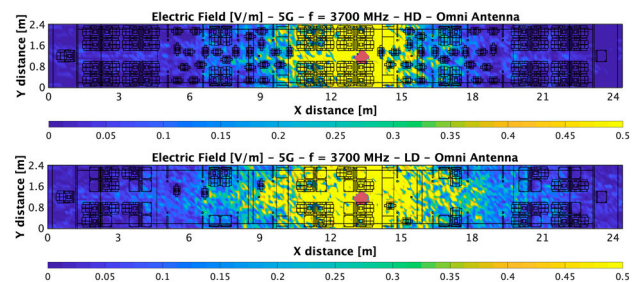 Electric Field [V/m] – 5G – f = 3700 MHz – HD – Omni Antenna
Y distance [m]
2.4
1.6
0.8
0
0 3 6 9 12 15 18 21 24
X distance [m]
0 0.05 0.1 0.15 0.2 0.25 0.3 0.35 0.4 0.45 0.5
Electric Field [V/m] – 5G – f = 3700 MHz – LD – Omni Antenna
Y distance [m]
2.4
1.6
0.8
0
0 3 6 9 12 15 18 21 24
X distance [m]
0 0.05 0.1 0.15 0.2 0.25 0.3 0.35 0.4 0.45 0.5